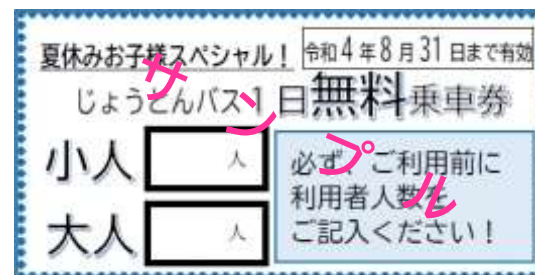 夏休みお子様スペシャル！ 令和4年8月31日まで有効
じょうとんバス1日無料乗車券
小人 人
大人 人
必ず、ご利用前に
利用者人数を
ご記入ください！
サンプル